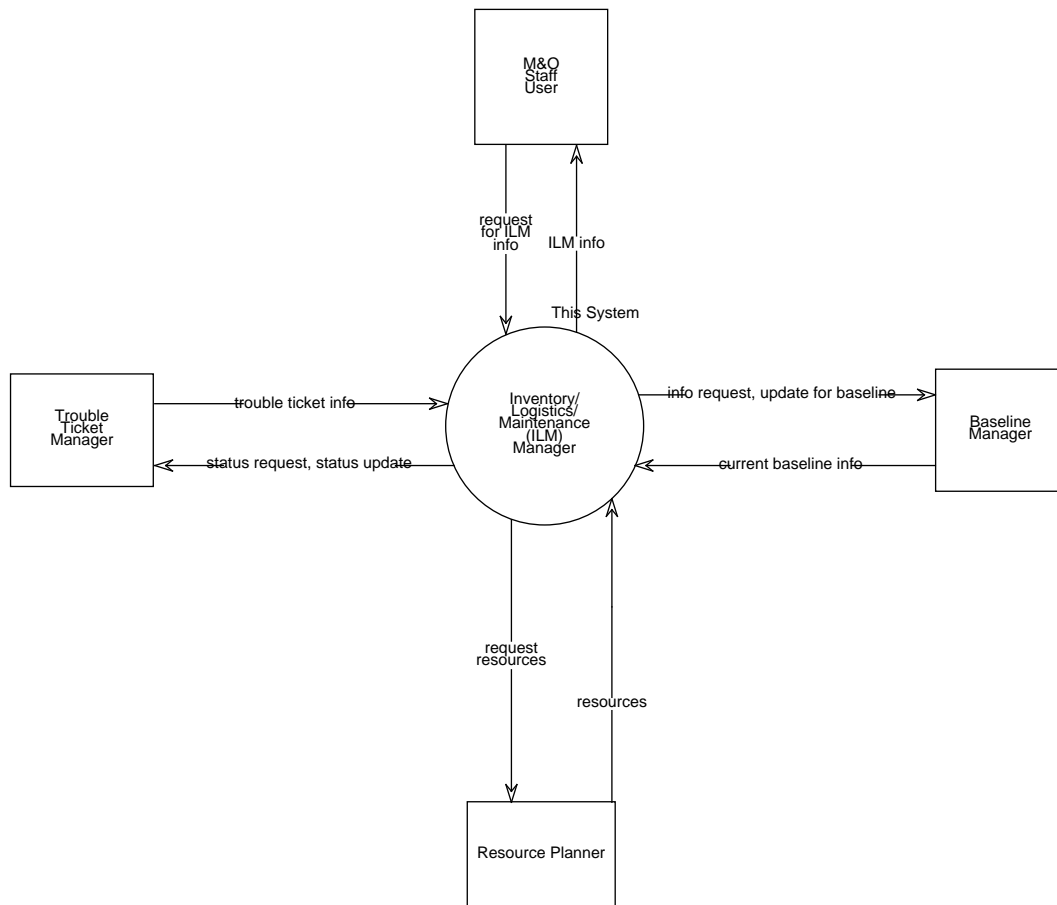 M&O
Staff
User
request
for ILM
info
ILM info
This System
Trouble
Ticket
Manager
trouble ticket info
status request, status update
Inventory/
Logistics/
Maintenance
(ILM)
Manager
info request, update for baseline
current baseline info
Baseline
Manager
request
resources
resources
Resource Planner